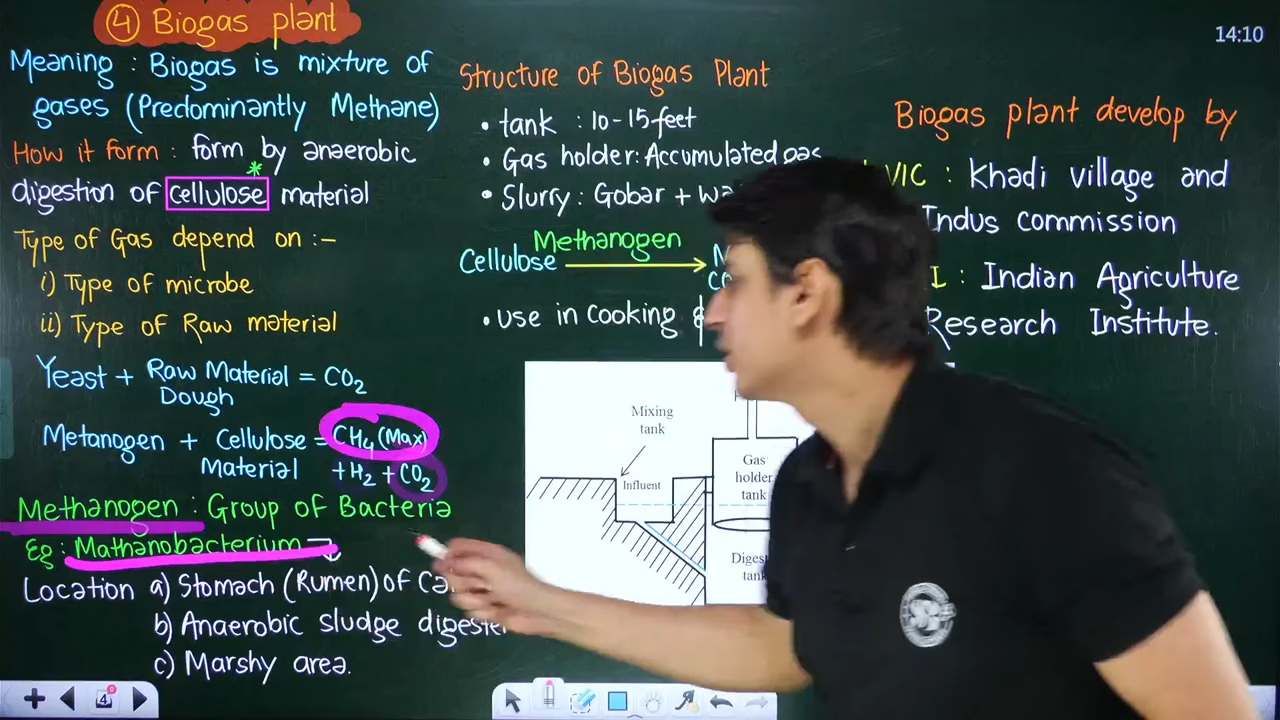 ④ Biogas plant
Meaning : Biogas is mixture of
gases (Predominantly Methane)
How it form : form by anaerobic
digestion of cellulose* material
Type of Gas depend on :-
i) Type of microbe
ii) Type of Raw material
Yeast + Raw Material = CO₂
Dough
Metanogen + Cellulose = CH₄ (Max)
Material + H₂ + CO₂
Methanogen : Group of Bacteria
Eg : Mathanobacterium
Location a) Stomach (Rumen) of
b) Anaerobic sludge
c) Marshy area.
Structure of Biogas Plant
• tank : 10-15 feet
• Gas holder: Accumulated gas
• Slurry : Gobar +
Methanogen
Cellulose
• use in cooking
Mixing
tank
Influent
Gas
holder
tank
tank
14:10
Biogas plant develop by
VIC : Khadi village and
Indus commission
I : Indian Agriculture
Research Institute.
4